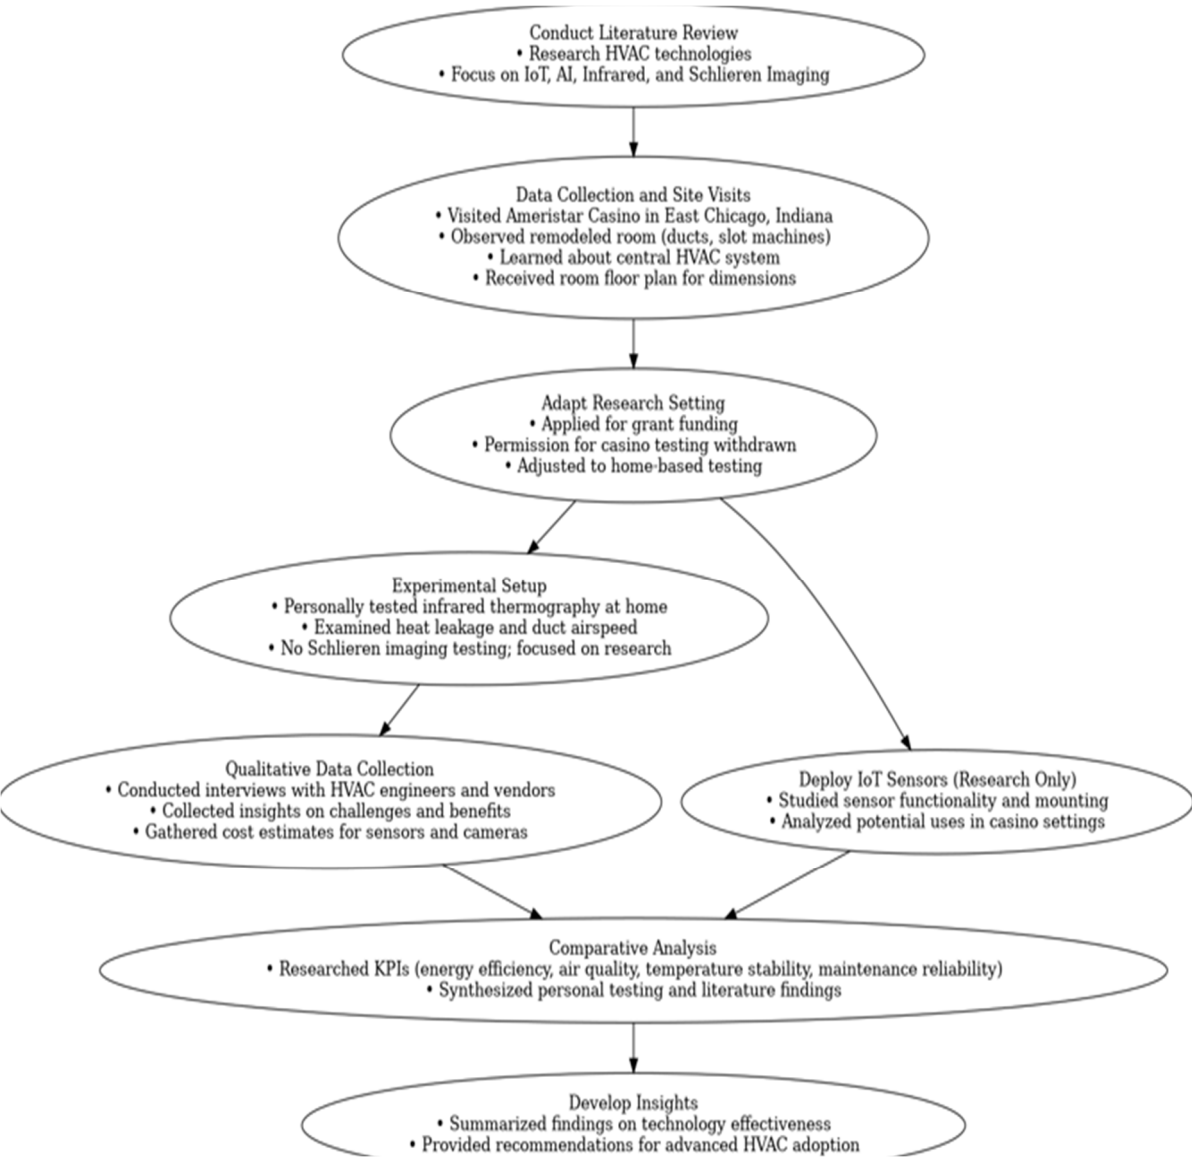 Conduct Literature Review
• Research HVAC technologies
• Focus on IoT, AI, Infrared, and Schlieren Imaging
Data Collection and Site Visits
• Visited Ameristar Casino in East Chicago, Indiana
• Observed remodeled room (ducts, slot machines)
• Learned about central HVAC system
• Received room floor plan for dimensions
Adapt Research Setting
• Applied for grant funding
• Permission for casino testing withdrawn
• Adjusted to home-based testing
Experimental Setup
• Personally tested infrared thermography at home
• Examined heat leakage and duct airspeed
• No Schlieren imaging testing; focused on research
Qualitative Data Collection
• Conducted interviews with HVAC engineers and vendors
• Collected insights on challenges and benefits
• Gathered cost estimates for sensors and cameras
Deploy IoT Sensors (Research Only)
• Studied sensor functionality and mounting
• Analyzed potential uses in casino settings
Comparative Analysis
• Researched KPIs (energy efficiency, air quality, temperature stability, maintenance reliability)
• Synthesized personal testing and literature findings
Develop Insights
• Summarized findings on technology effectiveness
• Provided recommendations for advanced HVAC adoption